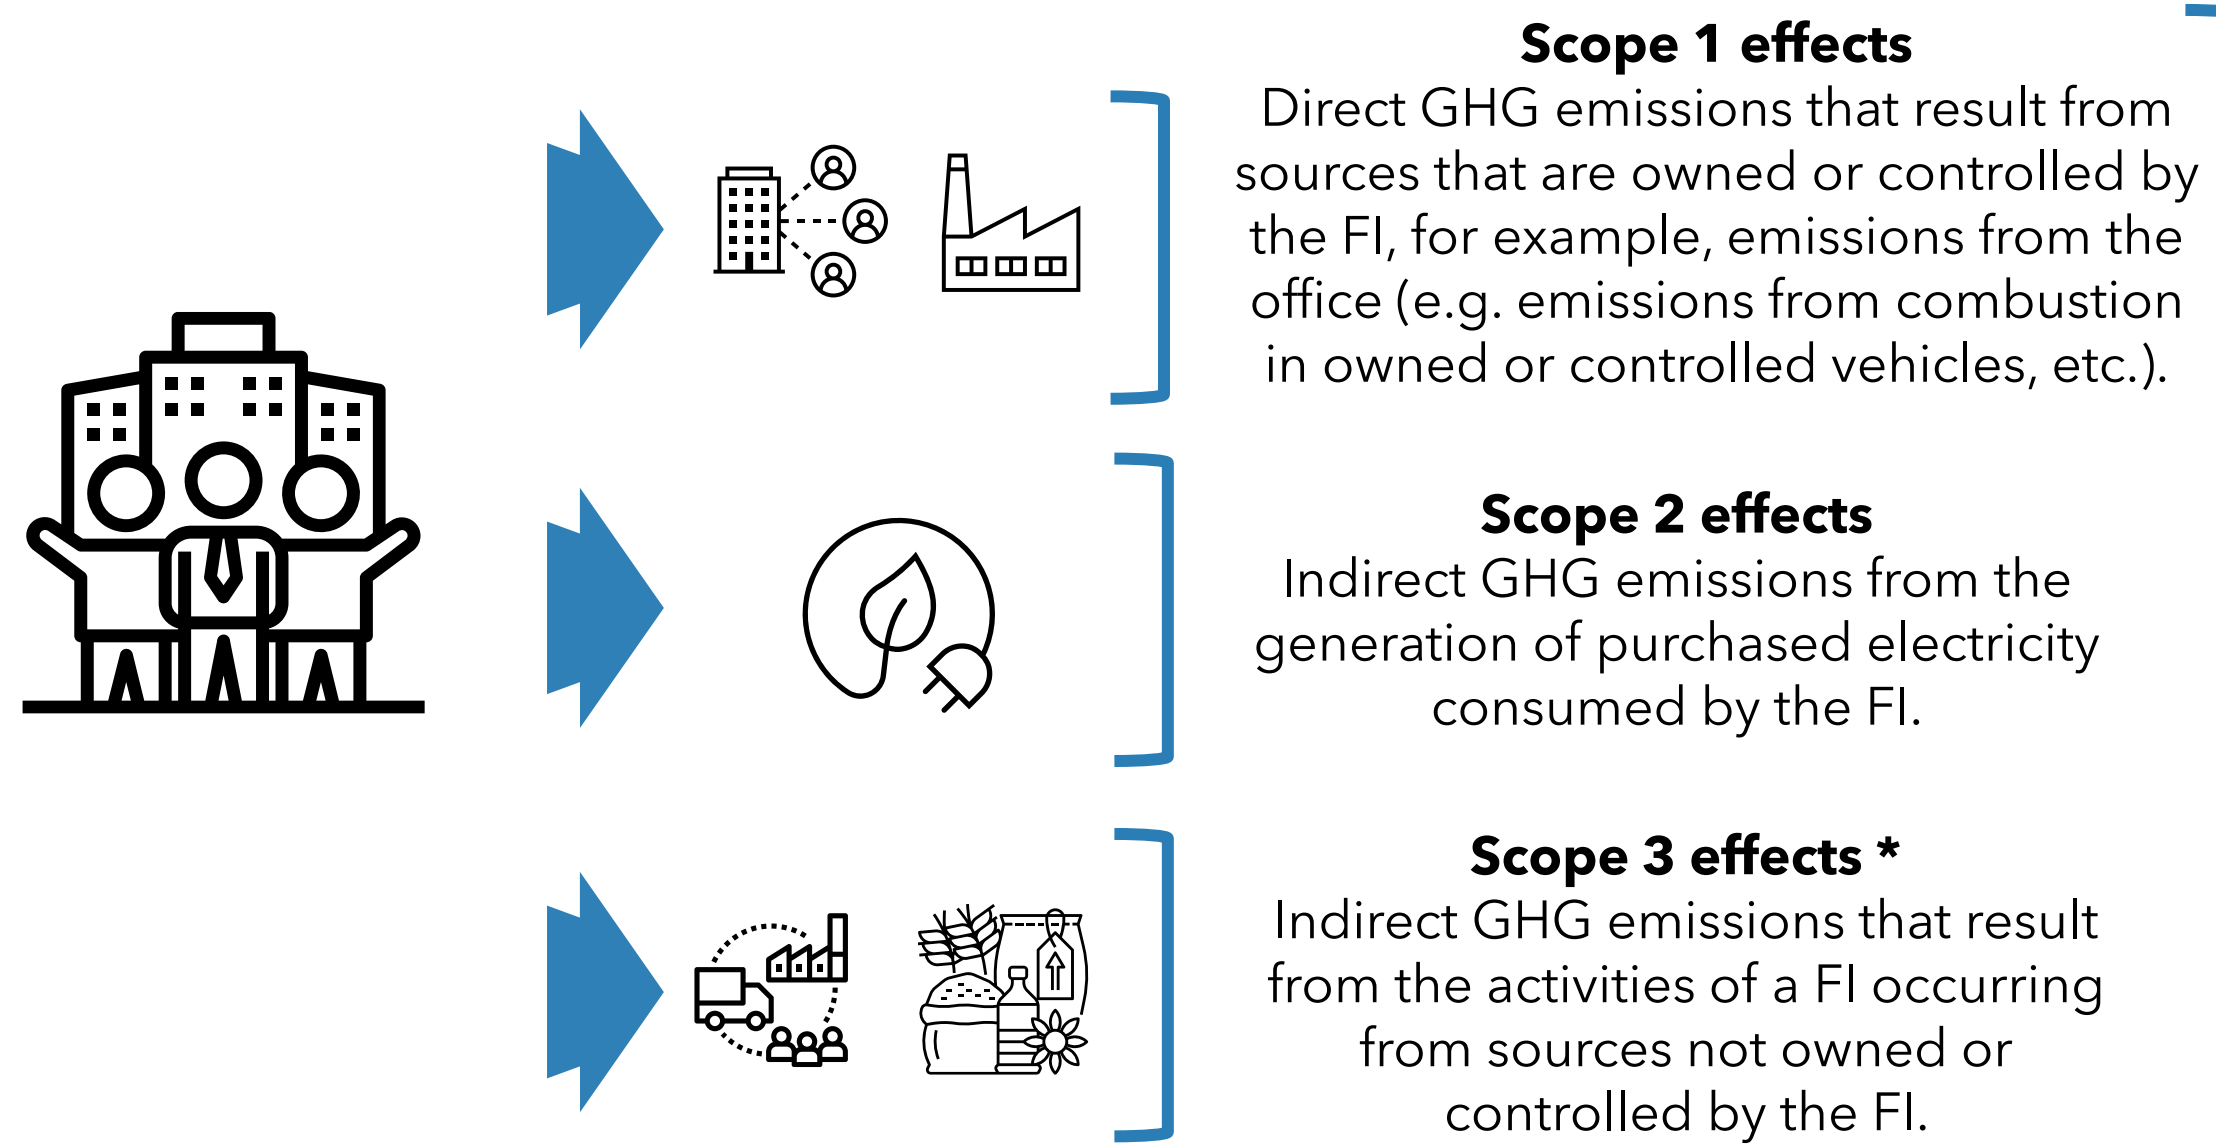 Scope 1 effects
Direct GHG emissions that result from
sources that are owned or controlled by
the FI, for example, emissions from the
office (e.g. emissions from combustion
in owned or controlled vehicles, etc.).
Scope 2 effects
Indirect GHG emissions from the
generation of purchased electricity
consumed by the FI.
Scope 3 effects *
Indirect GHG emissions that result
from the activities of a FI occurring
from sources not owned or
controlled by the FI.